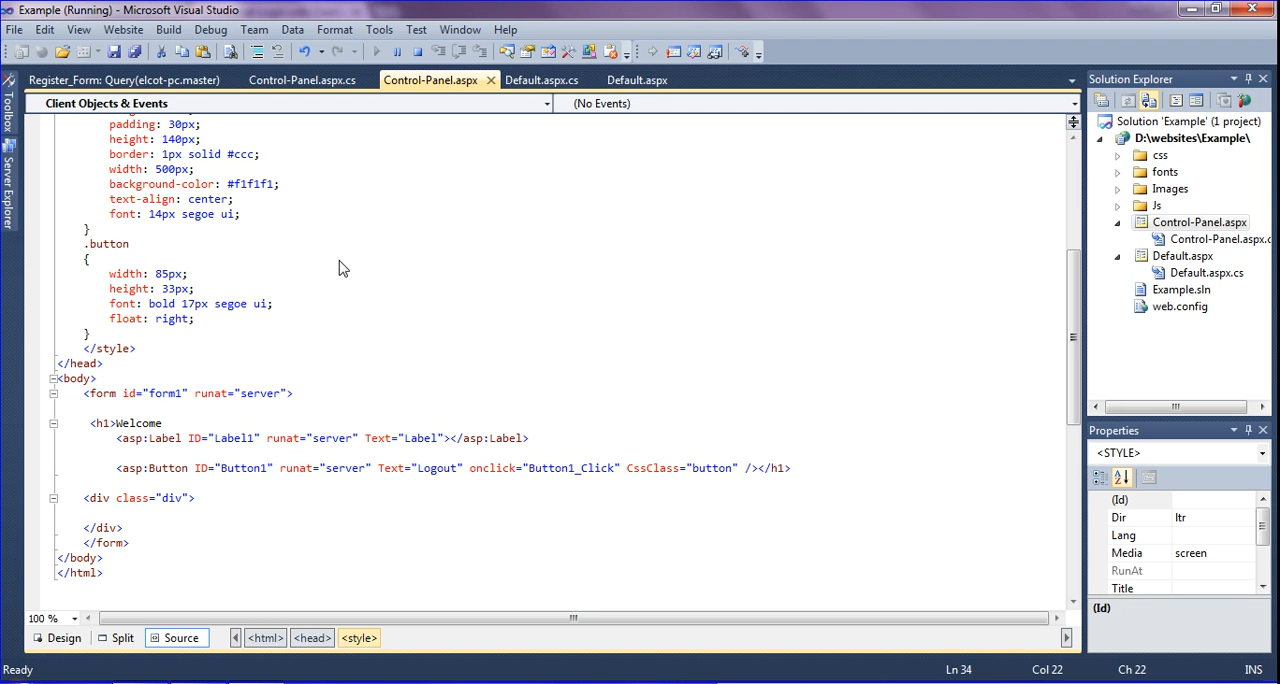 Example (Running) - Microsoft Visual Studio
File Edit View Website Build Debug Team Data Format Tools Test Window Help
Register_Form: Query(elcot-pc.master) Control-Panel.aspx.cs Control-Panel.aspx Default.aspx.cs Default.aspx
Client Objects & Events (No Events)
Toolbox
Server Explorer
padding: 30px;
height: 140px;
border: 1px solid #ccc;
width: 500px;
background-color: #f1f1f1;
text-align: center;
font: 14px segoe ui;
}
.button
{
width: 85px;
height: 33px;
font: bold 17px segoe ui;
float: right;
}
</style>
</head>
<body>
<form id="form1" runat="server">
<h1>Welcome
<asp:Label ID="Label1" runat="server" Text="Label"></asp:Label>
<asp:Button ID="Button1" runat="server" Text="Logout" onclick="Button1_Click" CssClass="button" /></h1>
<div class="div">
</div>
</form>
</body>
</html>
100 %
Design Split Source <html> <head> <style>
Solution Explorer
Solution 'Example' (1 project)
D:\websites\Example\
css
fonts
Images
Js
Control-Panel.aspx
Control-Panel.aspx.c
Default.aspx
Default.aspx.cs
Example.sln
web.config
Properties
<STYLE>
(Id)
Dir ltr
Lang
Media screen
RunAt
Title
(Id)
Ready Ln 34 Col 22 Ch 22 INS